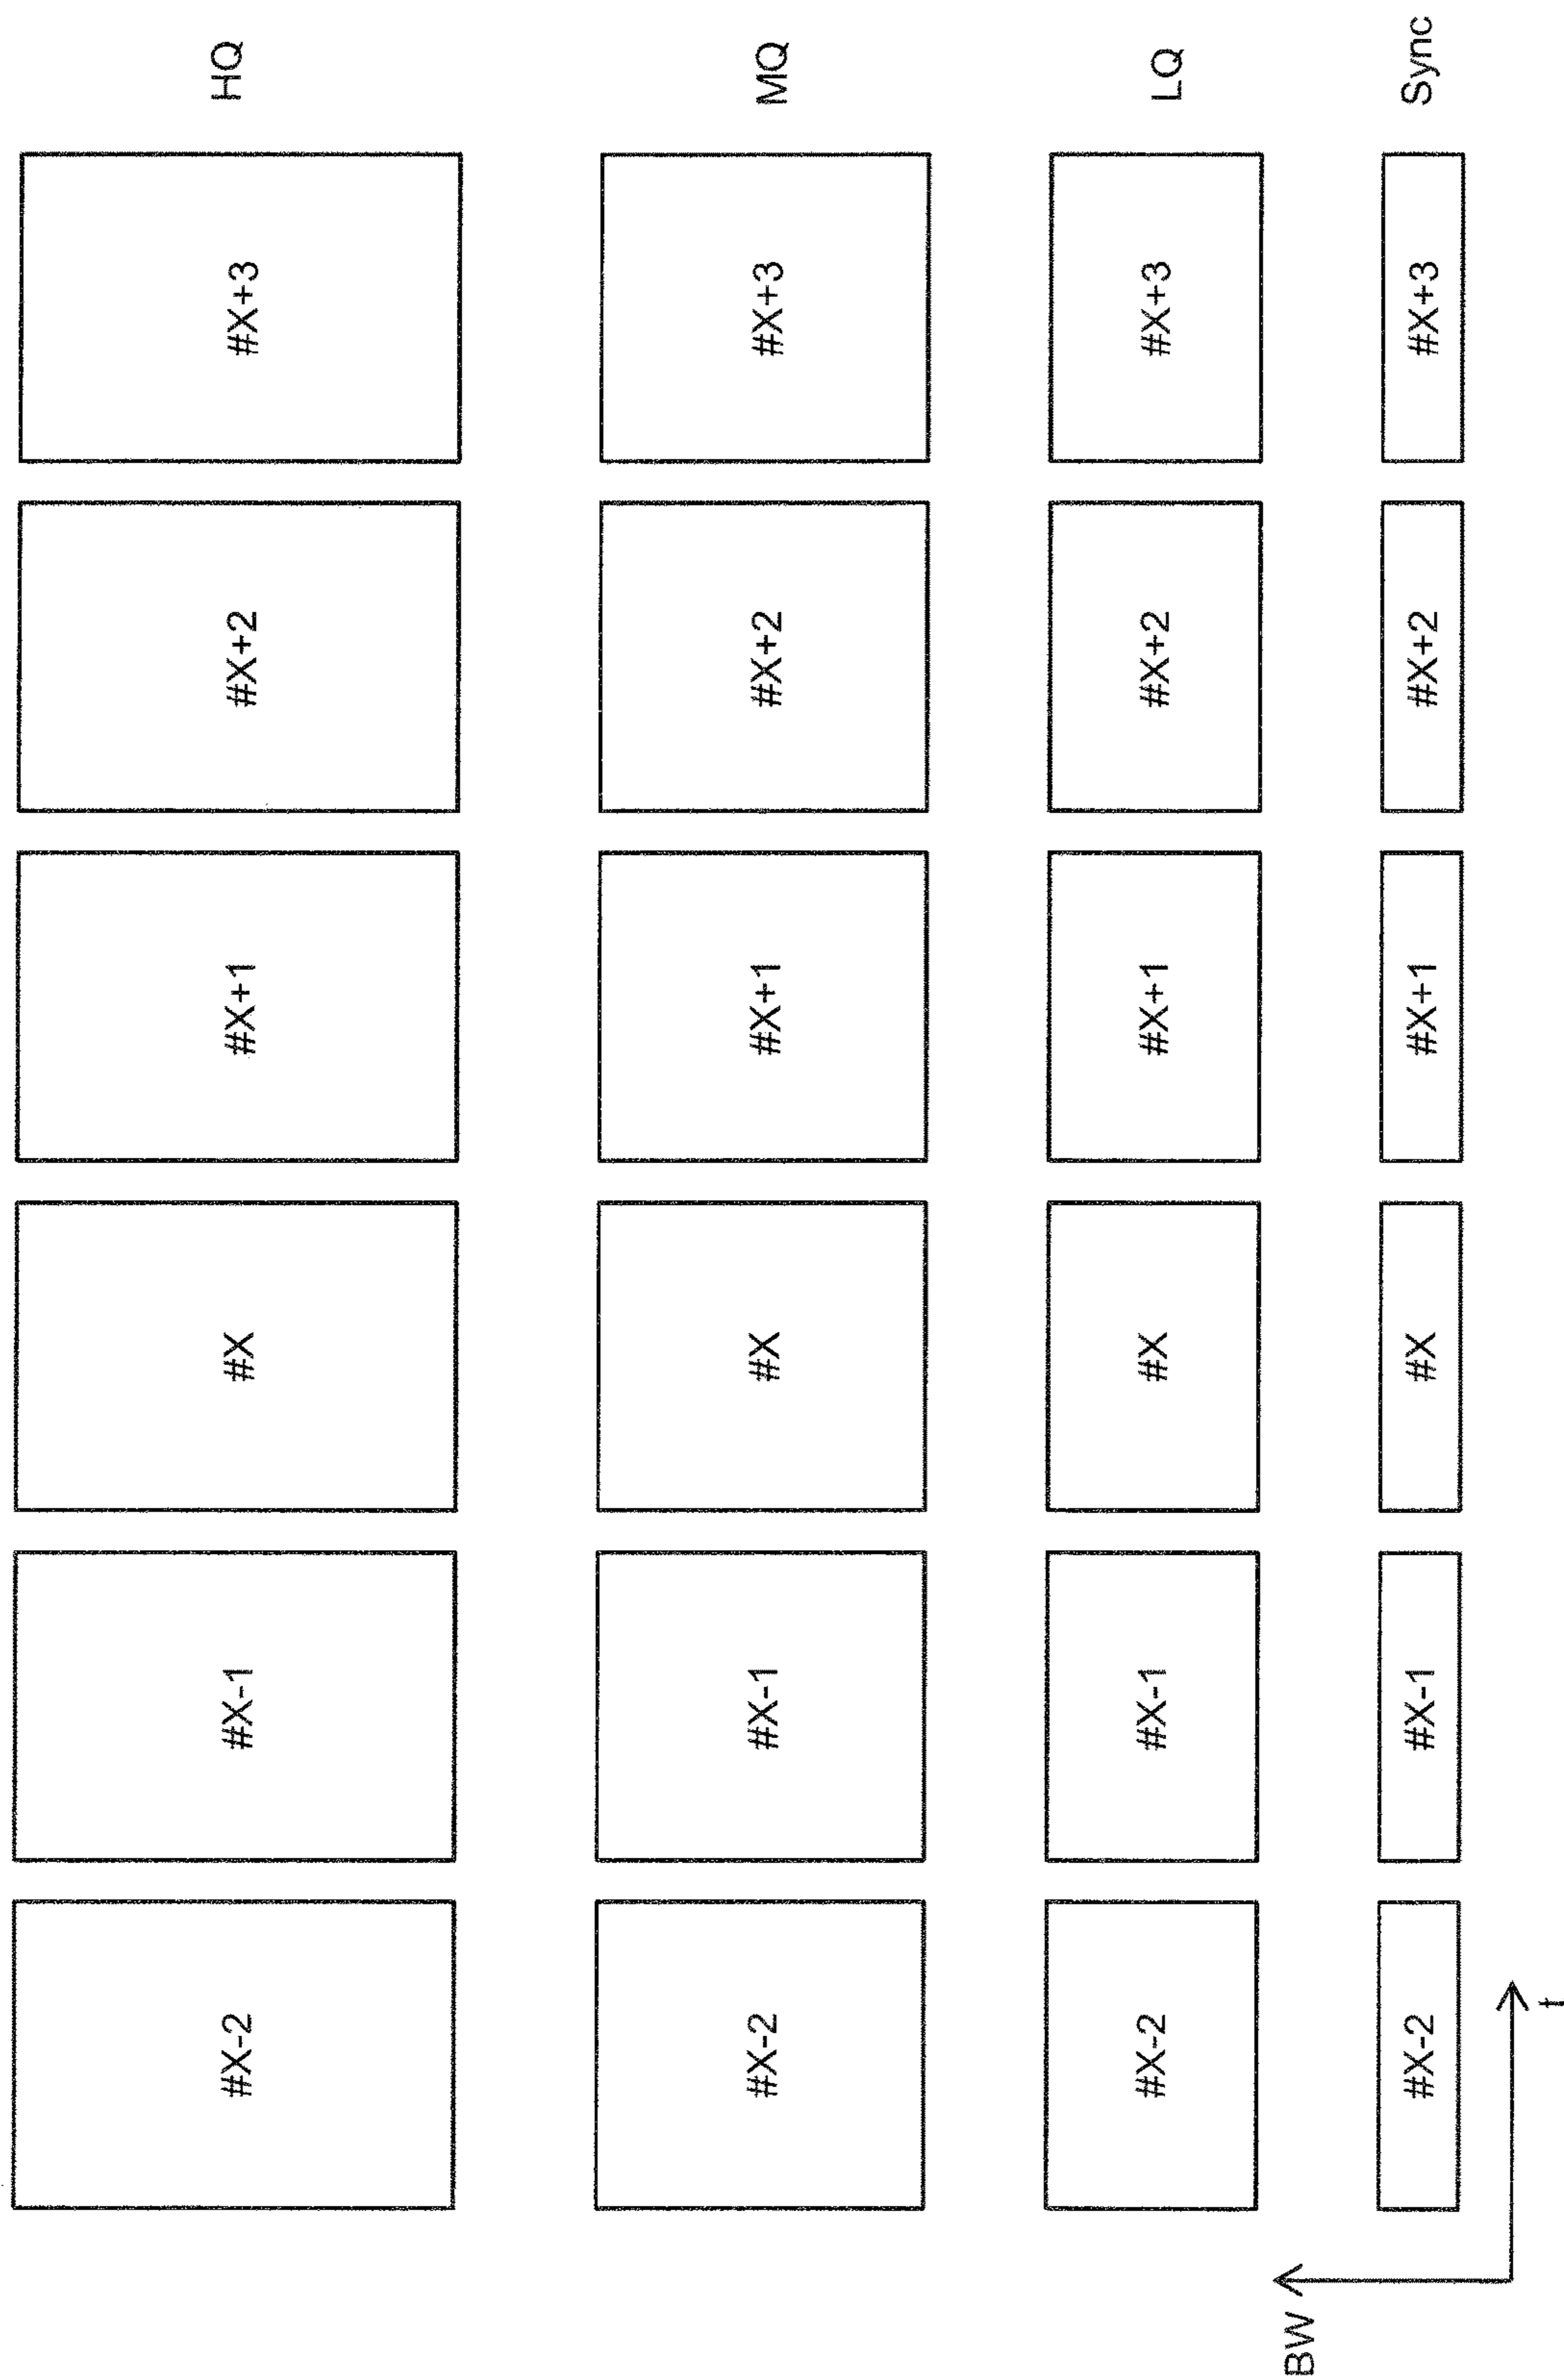 #X-2 #X-1 #X #X+1 #X+2 #X+3 HQ
#X-2 #X-1 #X #X+1 #X+2 #X+3 MQ
#X-2 #X-1 #X #X+1 #X+2 #X+3 LQ
BW
#X-2 #X-1 #X #X+1 #X+2 #X+3 Sync
t